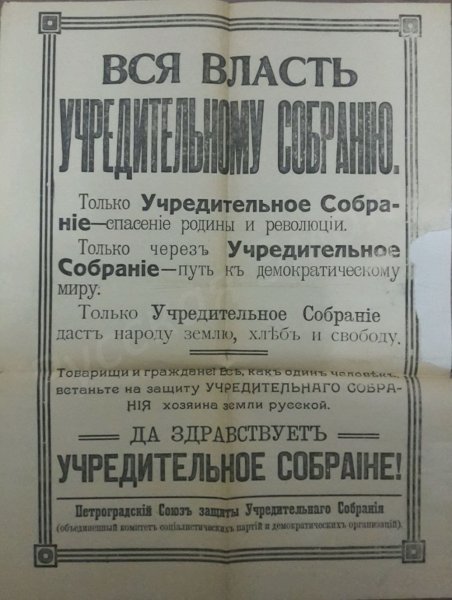 ВСЯ ВЛАСТЬ
УЧРЕДИТЕЛЬНОМУ СОБРАНІЮ.
Только Учредительное Собра-
ніе—спасеніе родины и революціи.
Только черезъ Учредительное
Собраніе—путь къ демократическому
миру.
Только Учредительное Собраніе
дастъ народу землю, хлѣбъ и свободу.
Товарищи и граждане! Всѣ, какъ одинъ человѣкъ,
встаньте на защиту УЧРЕДИТЕЛЬНАГО СОБРА-
НІЯ хозяина земли русской.
ДА ЗДРАВСТВУЕТЪ
УЧРЕДИТЕЛЬНОЕ СОБРАІНЕ!
Петроградскій Союзъ защиты Учредительнаго Собранія
(объединенный комитетъ соціалистическихъ партій и демократическихъ организацій).